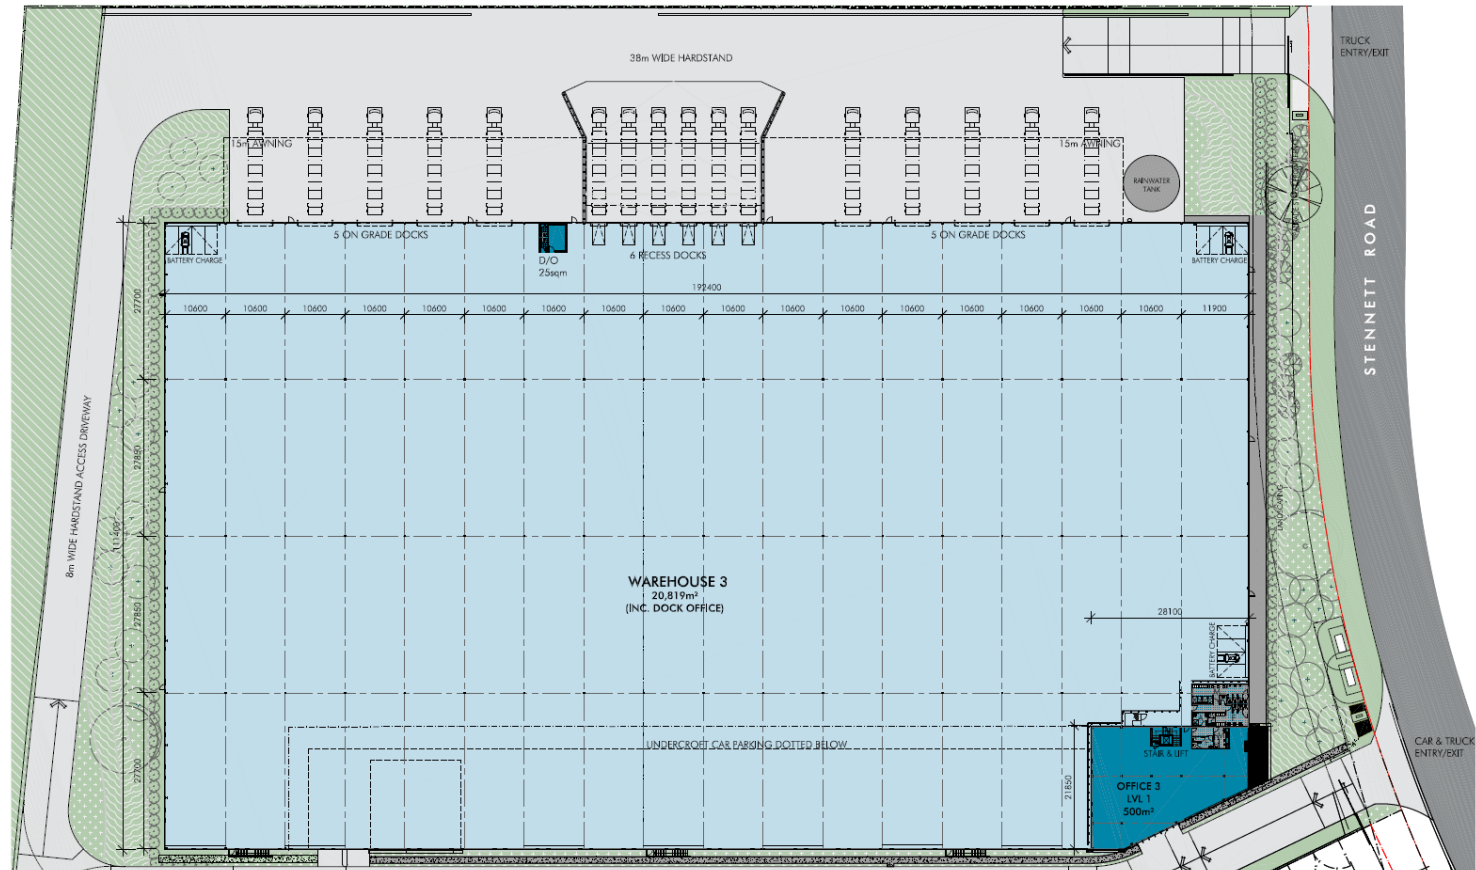 TRUCK
ENTRY/EXIT
38m WIDE HARDSTAND
15m AWNING
15m AWNING
RAINWATER
TANK
5 ON GRADE DOCKS
5 ON GRADE DOCKS
6 RECESS DOCKS
D/O
25sqm
BATTERY CHARGE
BATTERY CHARGE
192400
10600 10600 10600 10600 10600 10600 10600 10600 10600 10600 10600 10600 10600 10600 10600 10600 10600 11900
27700
27850
27850
27700
111400
8m WIDE HARDSTAND ACCESS DRIVEWAY
STENNETT ROAD
LANDSCAPING
WAREHOUSE 3
20,819m²
(INC. DOCK OFFICE)
28100
BATTERY CHARGE
UNDERCROFT CAR PARKING DOTTED BELOW
STAIR & LIFT
21850
OFFICE 3
LVL 1
500m²
CAR & TRUCK
ENTRY/EXIT